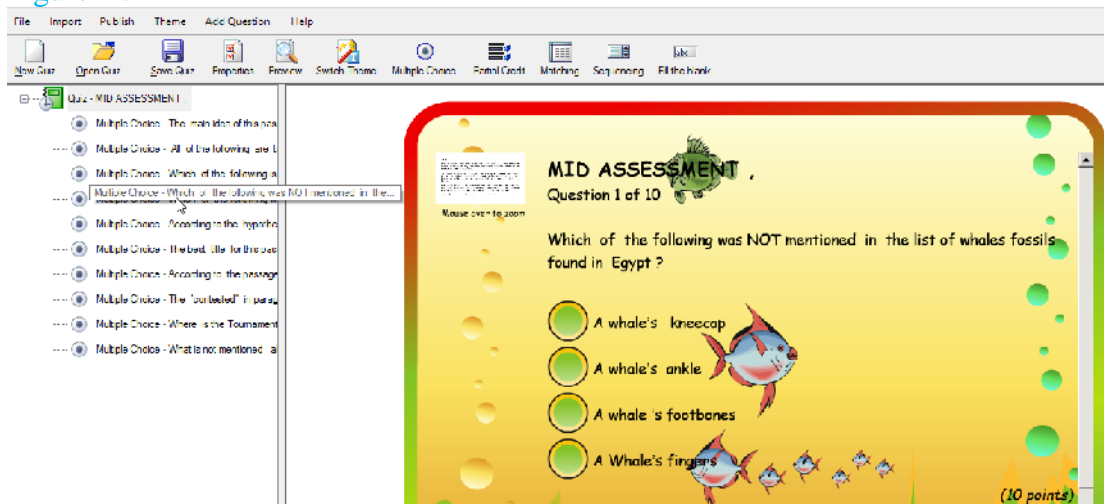 File Import Publish Theme Add Question Help
New Quiz Open Quiz Save Quiz Properties Preview Switch Theme Multiple Choice Partial Credit Matching Sequencing Fill the blank
Quiz - MID ASSESSMENT ,
Multiple Choice - The main idea of this pas
Multiple Choice - All of the following are t
Multiple Choice - Which of the following is
Multiple Choice - Which of the following was NOT mentioned in the...
Multiple Choice - According to the hypothe
Multiple Choice - The best title for this pas
Multiple Choice - According to the passage
Multiple Choice - The "contested" in parag
Multiple Choice - Where is the Tournament
Multiple Choice - What is not mentioned a
Mouse over to zoom
MID ASSESSMENT ,
Question 1 of 10
Which of the following was NOT mentioned in the list of whales fossils
found in Egypt ?
A whale's kneecap
A whale's ankle
A whale 's footbones
A Whale's fingers
(10 points)